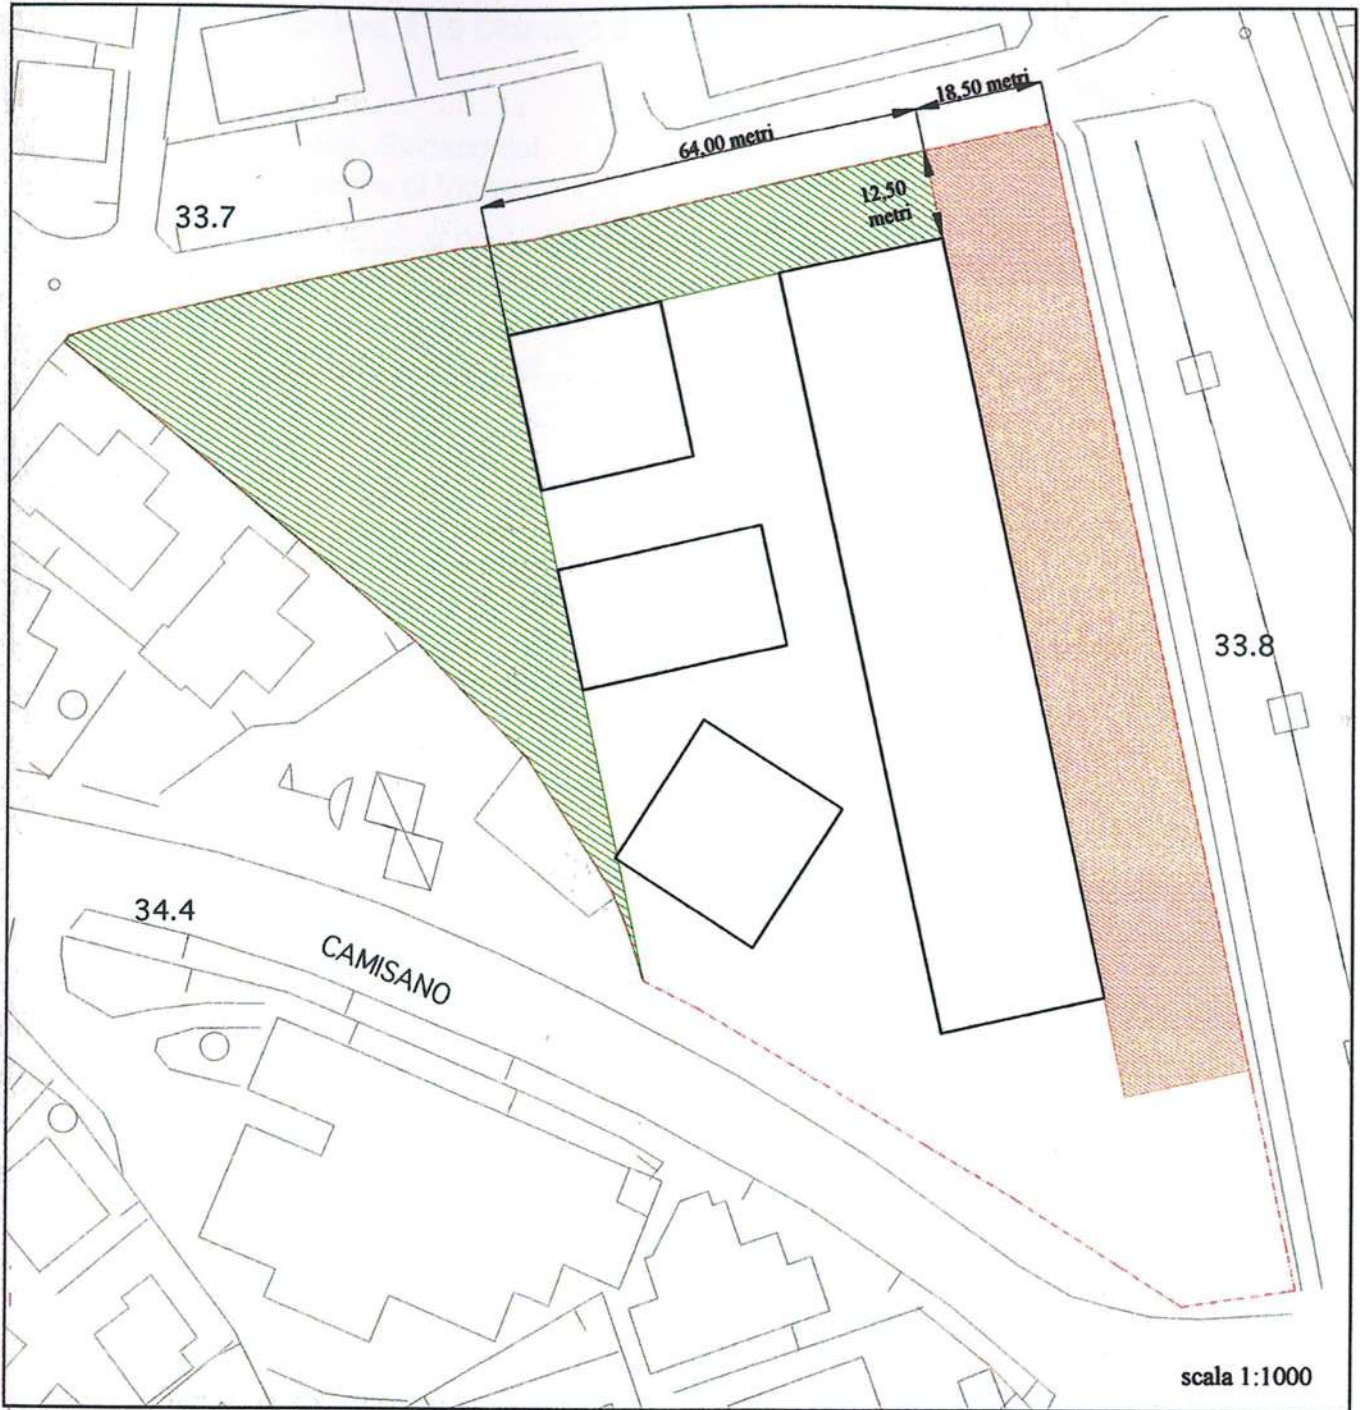 18,50 metri
64,00 metri
12,50
metri
33.7
33.8
34.4
CAMISANO
scala 1:1000